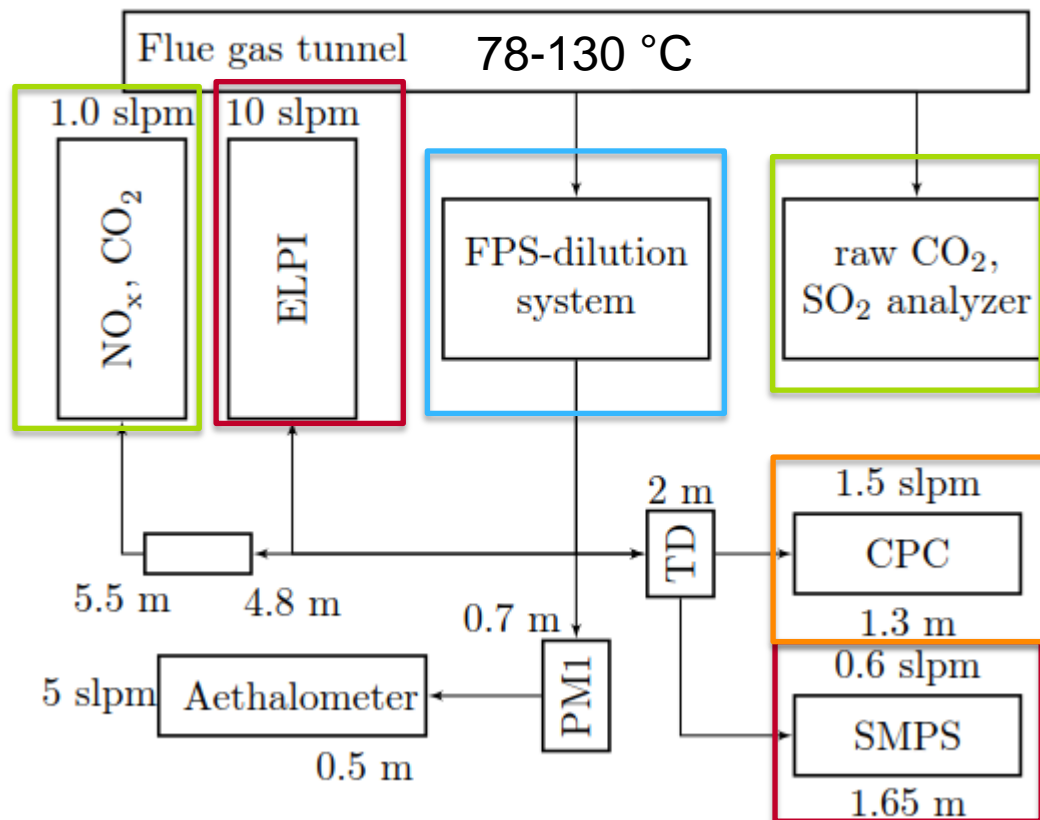 Flue gas tunnel 78-130 °C
1.0 slpm
10 slpm
NOₓ, CO₂
ELPI
FPS-dilution
system
raw CO₂,
SO₂ analyzer
2 m
1.5 slpm
TD
CPC
5.5 m
4.8 m
1.3 m
0.7 m
0.6 slpm
5 slpm
Aethalometer
PM1
SMPS
0.5 m
1.65 m